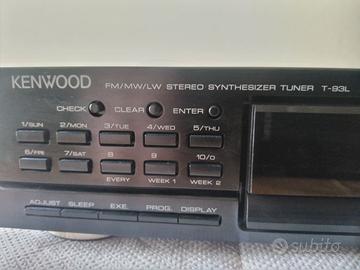 KENWOOD
FM/MW/LW STEREO SYNTHESIZER TUNER T-93L
CHECK CLEAR ENTER
1/SUN 2/MON 3/TUE 4/WED 5/THU
6/FRI 7/SAT 8 9 10/0
EVERY WEEK 1 WEEK 2
ADJUST SLEEP EXE. PROG. DISPLAY
subito